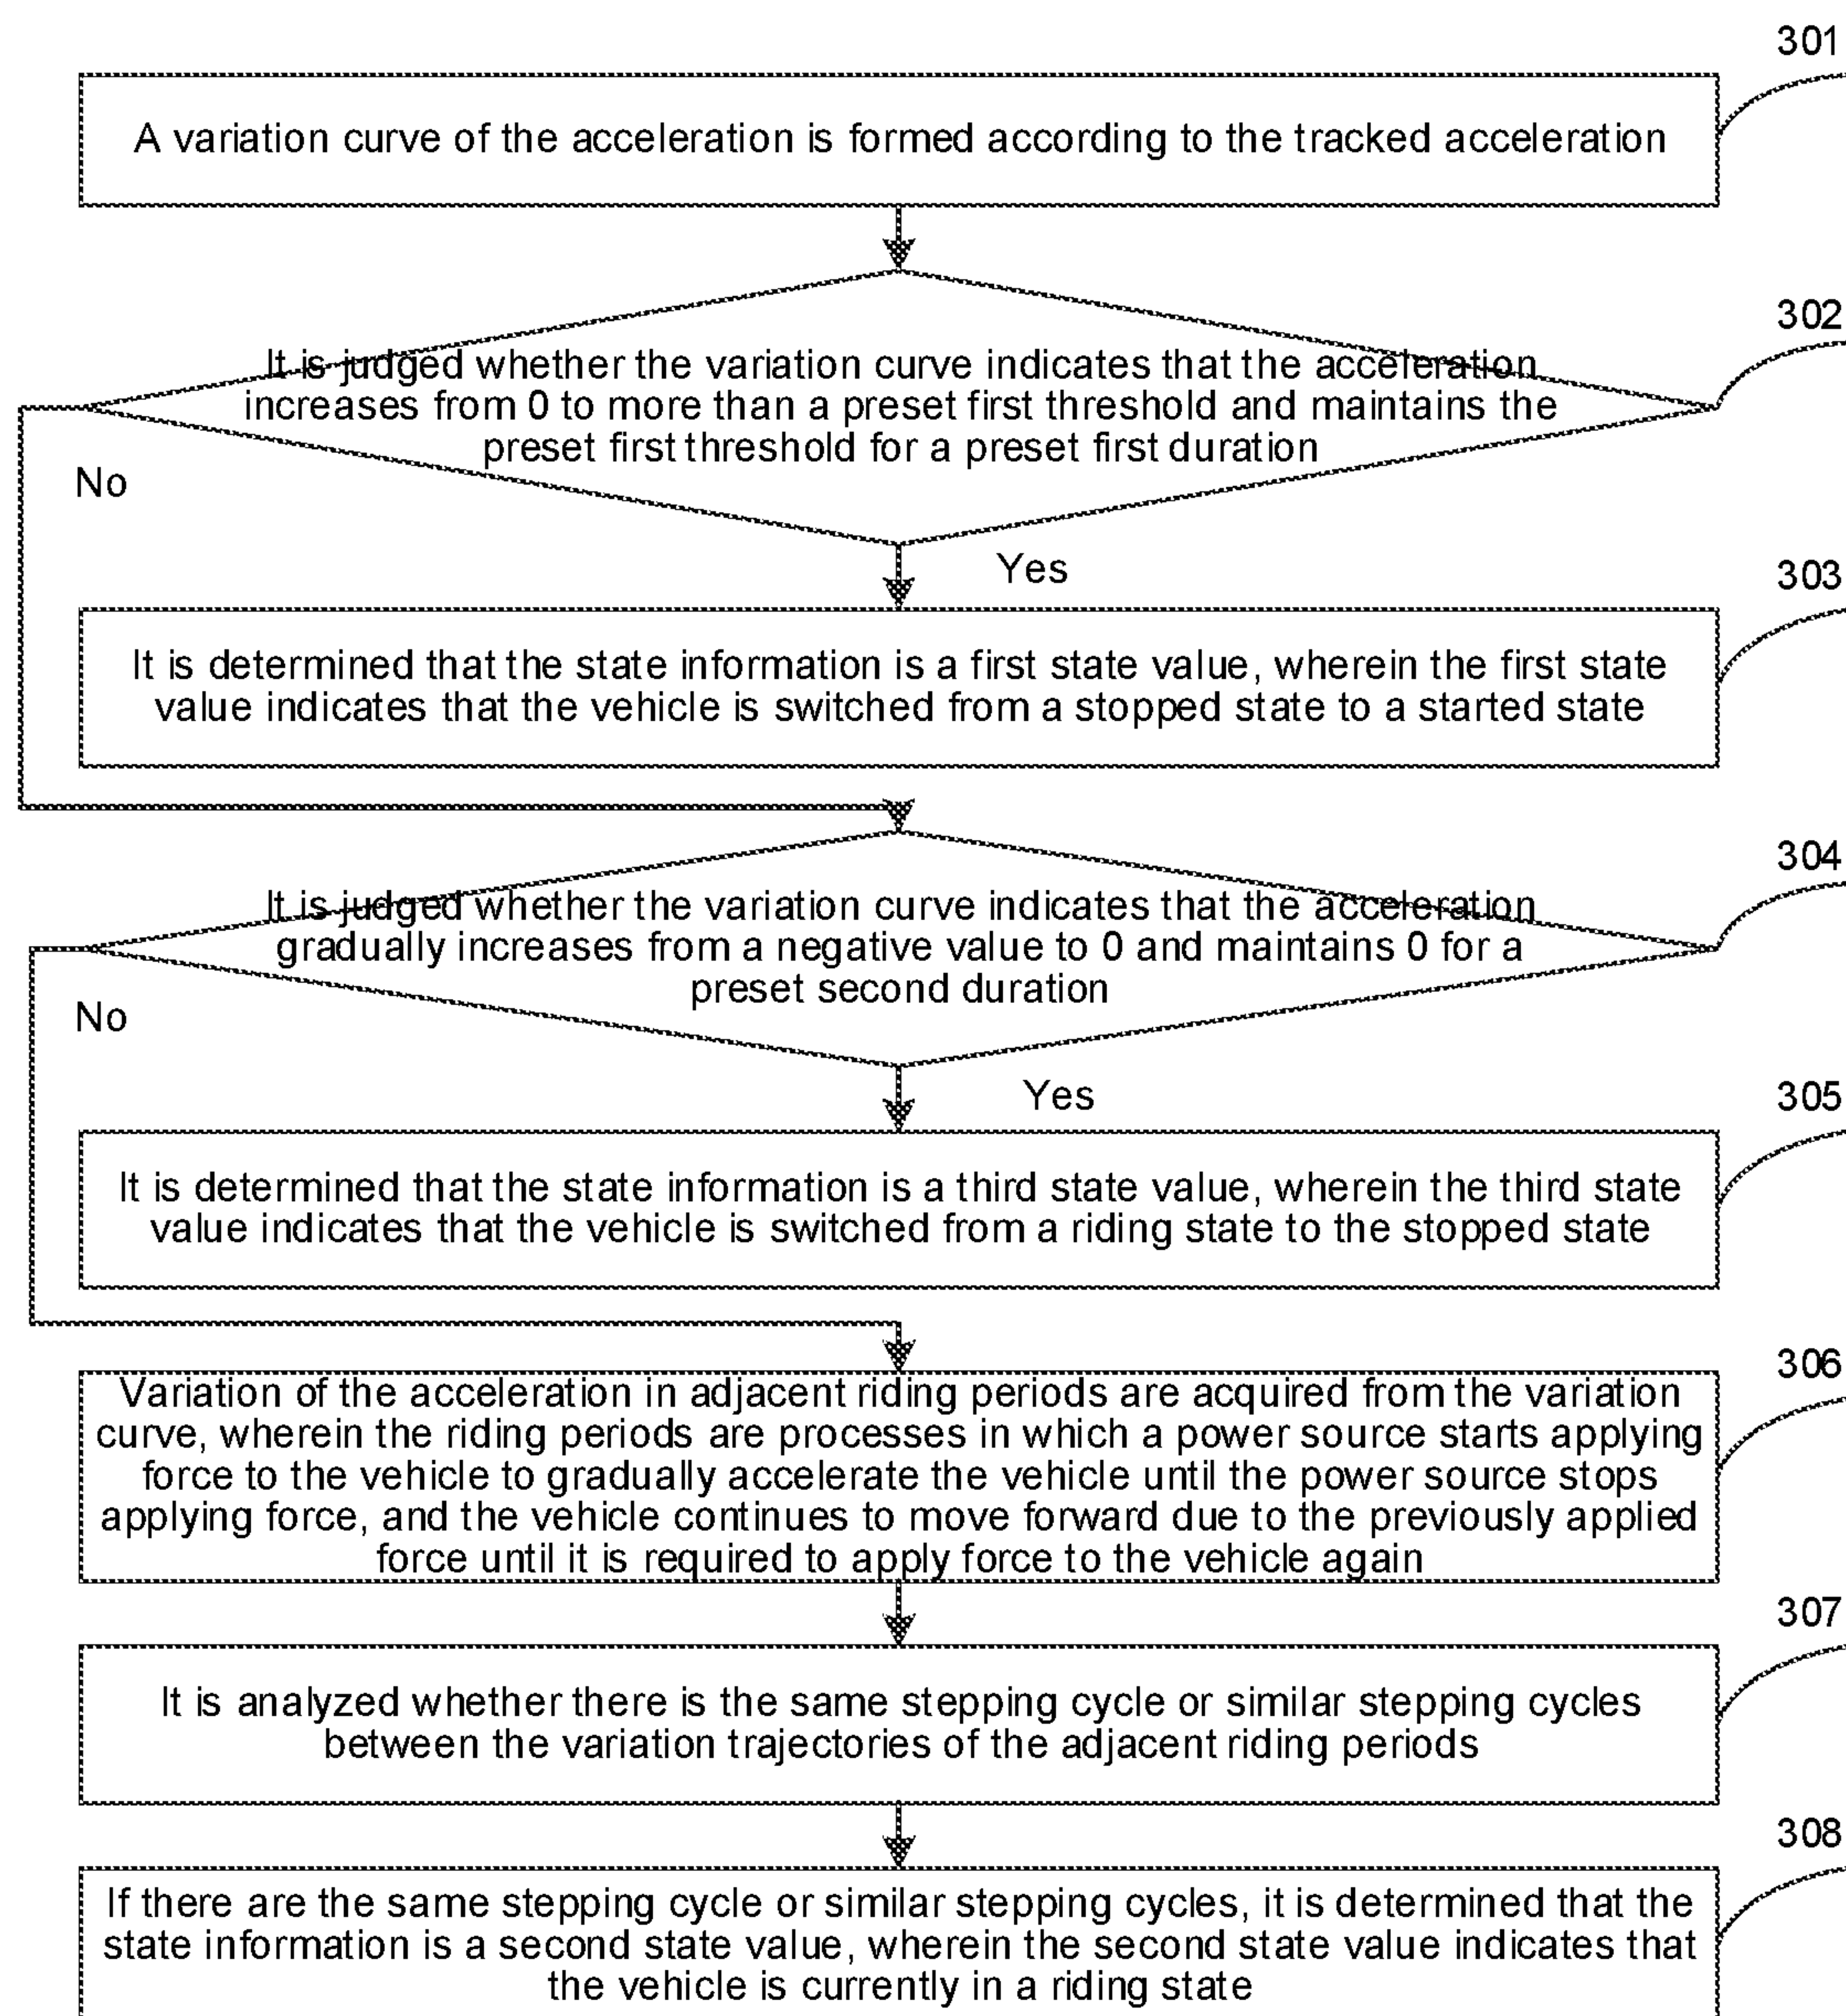 301
A variation curve of the acceleration is formed according to the tracked acceleration
302
It is judged whether the variation curve indicates that the acceleration
increases from 0 to more than a preset first threshold and maintains the
preset first threshold for a preset first duration
No
Yes
303
It is determined that the state information is a first state value, wherein the first state
value indicates that the vehicle is switched from a stopped state to a started state
304
It is judged whether the variation curve indicates that the acceleration
gradually increases from a negative value to 0 and maintains 0 for a
preset second duration
No
Yes
305
It is determined that the state information is a third state value, wherein the third state
value indicates that the vehicle is switched from a riding state to the stopped state
306
Variation of the acceleration in adjacent riding periods are acquired from the variation
curve, wherein the riding periods are processes in which a power source starts applying
force to the vehicle to gradually accelerate the vehicle until the power source stops
applying force, and the vehicle continues to move forward due to the previously applied
force until it is required to apply force to the vehicle again
307
It is analyzed whether there is the same stepping cycle or similar stepping cycles
between the variation trajectories of the adjacent riding periods
308
If there are the same stepping cycle or similar stepping cycles, it is determined that the
state information is a second state value, wherein the second state value indicates that
the vehicle is currently in a riding state